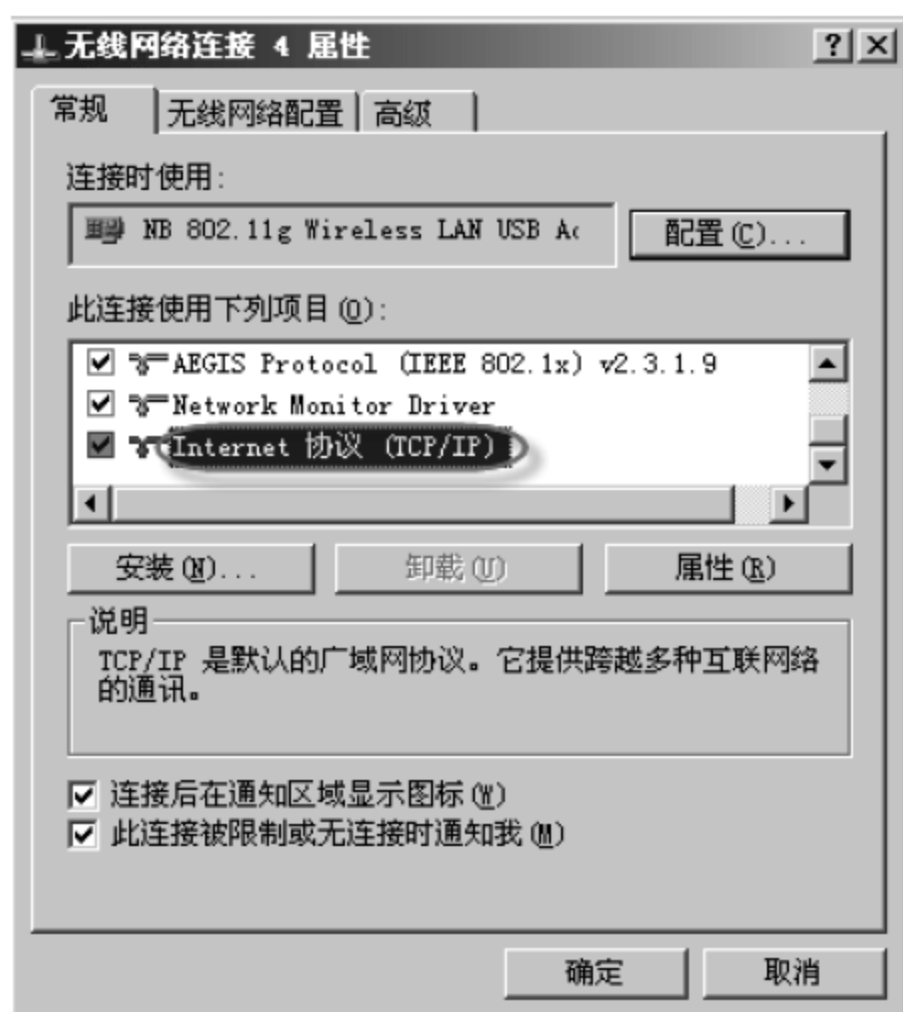 无线网络连接 4 属性
常规 无线网络配置 高级
连接时使用:
NB 802.11g Wireless LAN USB Ac
配置(C)...
此连接使用下列项目(O):
AEGIS Protocol (IEEE 802.1x) v2.3.1.9
Network Monitor Driver
Internet 协议 (TCP/IP)
安装(N)... 卸载(U) 属性(R)
说明
TCP/IP 是默认的广域网协议。它提供跨越多种互联网络
的通讯。
连接后在通知区域显示图标(W)
此连接被限制或无连接时通知我(M)
确定 取消